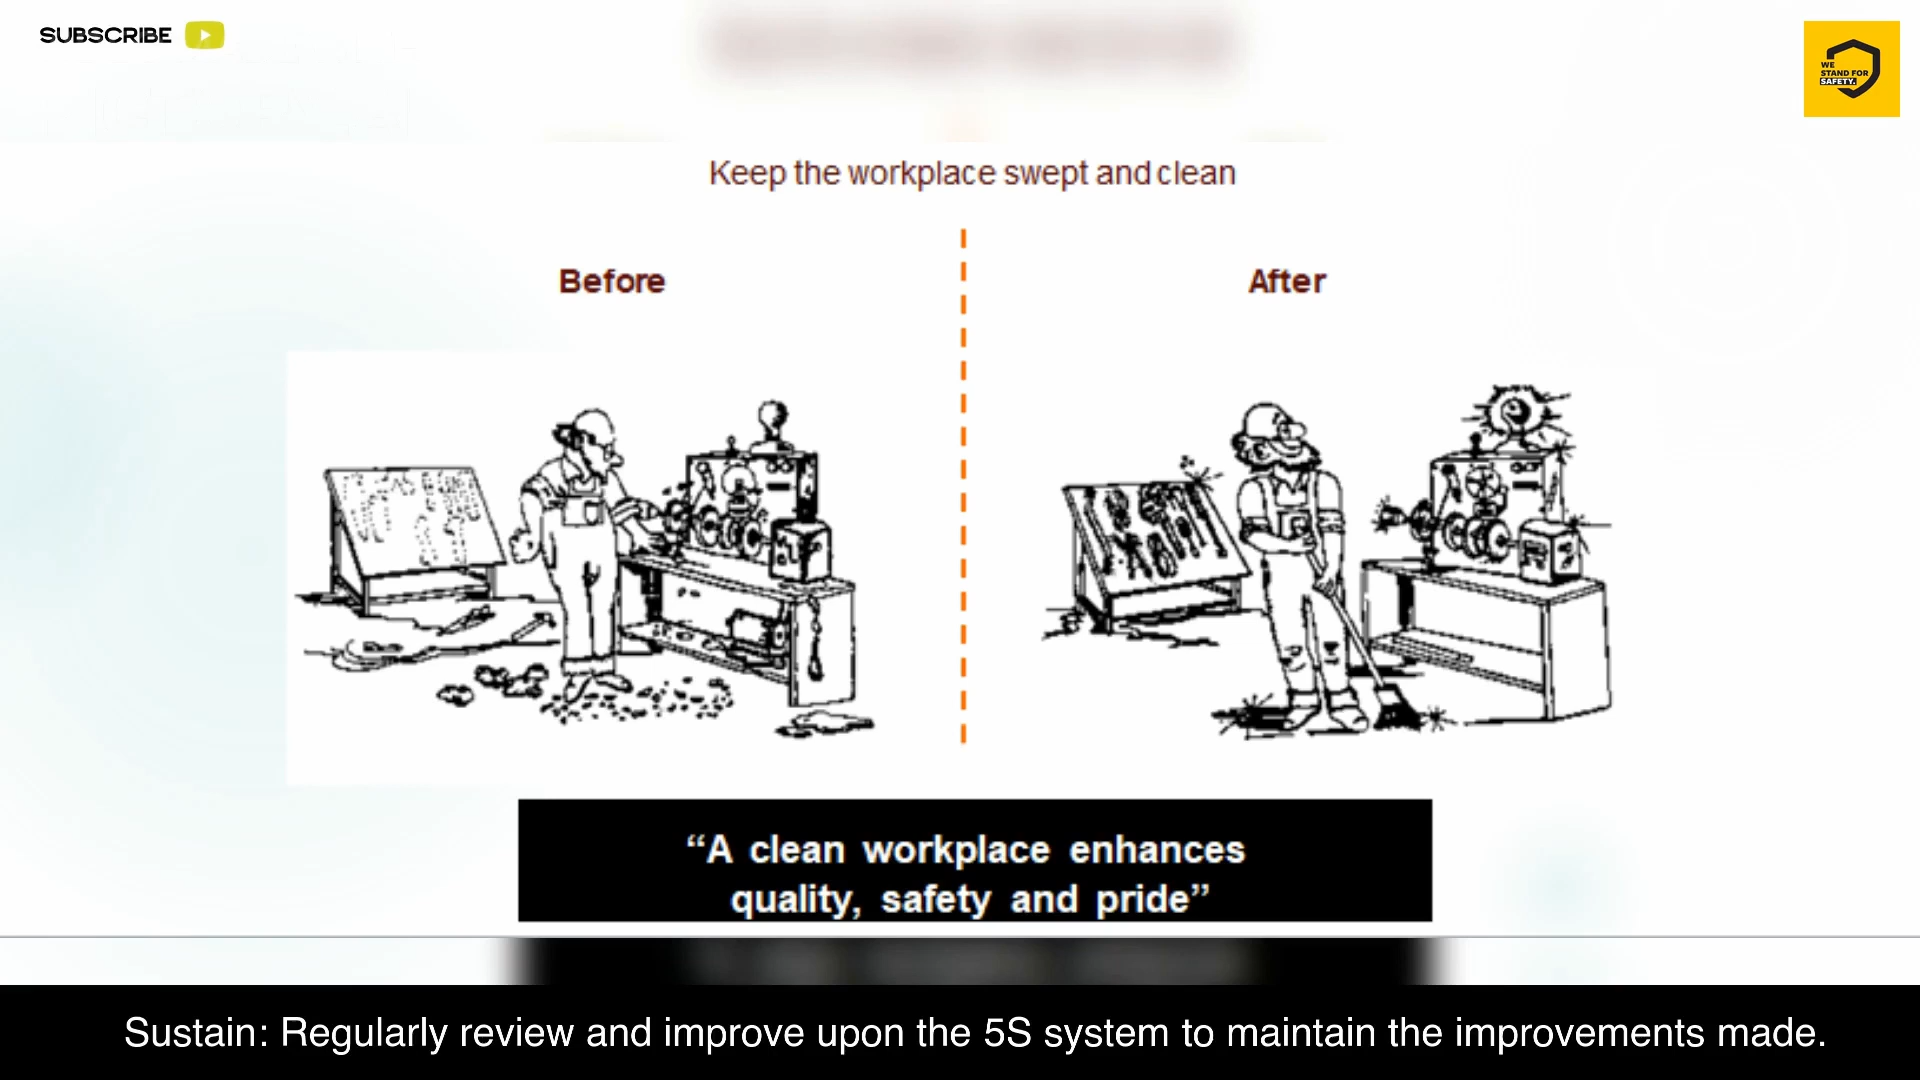 SUBSCRIBE
WE
STAND FOR
SAFETY.
Keep the workplace swept and clean
Before
After
“A clean workplace enhances
quality, safety and pride”
Sustain: Regularly review and improve upon the 5S system to maintain the improvements made.